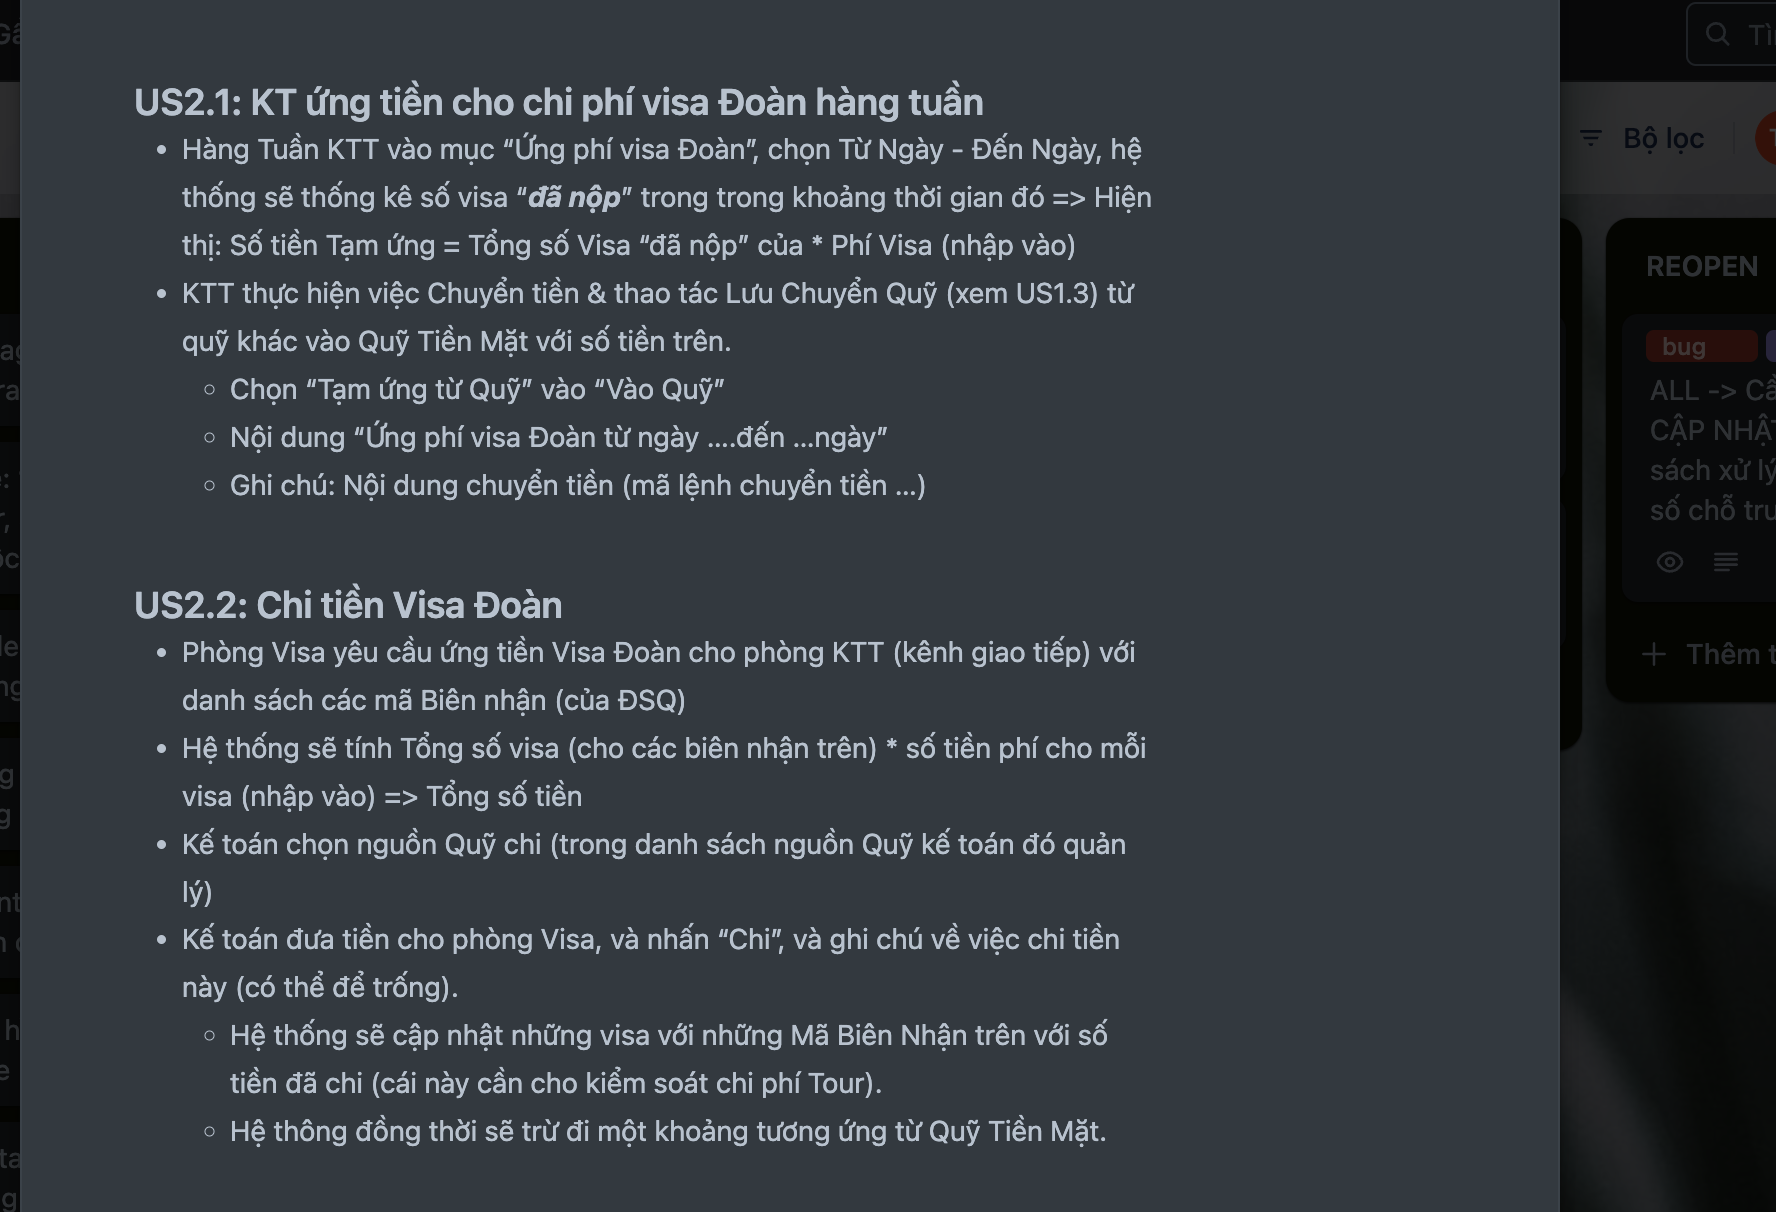 US2.1: KT ứng tiền cho chi phí visa Đoàn hàng tuần
• Hàng Tuần KTT vào mục “Ứng phí visa Đoàn”, chọn Từ Ngày - Đến Ngày, hệ
thống sẽ thống kê số visa “đã nộp” trong trong khoảng thời gian đó => Hiện
thị: Số tiền Tạm ứng = Tổng số Visa “đã nộp” của * Phí Visa (nhập vào)
• KTT thực hiện việc Chuyển tiền & thao tác Lưu Chuyển Quỹ (xem US1.3) từ
quỹ khác vào Quỹ Tiền Mặt với số tiền trên.
◦ Chọn “Tạm ứng từ Quỹ” vào “Vào Quỹ”
◦ Nội dung “Ứng phí visa Đoàn từ ngày ....đến ...ngày”
◦ Ghi chú: Nội dung chuyển tiền (mã lệnh chuyển tiền ...)
US2.2: Chi tiền Visa Đoàn
• Phòng Visa yêu cầu ứng tiền Visa Đoàn cho phòng KTT (kênh giao tiếp) với
danh sách các mã Biên nhận (của ĐSQ)
• Hệ thống sẽ tính Tổng số visa (cho các biên nhận trên) * số tiền phí cho mỗi
visa (nhập vào) => Tổng số tiền
• Kế toán chọn nguồn Quỹ chi (trong danh sách nguồn Quỹ kế toán đó quản
lý)
• Kế toán đưa tiền cho phòng Visa, và nhấn “Chi”, và ghi chú về việc chi tiền
này (có thể để trống).
◦ Hệ thống sẽ cập nhật những visa với những Mã Biên Nhận trên với số
tiền đã chi (cái này cần cho kiểm soát chi phí Tour).
◦ Hệ thông đồng thời sẽ trừ đi một khoảng tương ứng từ Quỹ Tiền Mặt.
Bộ lọc
REOPEN
bug
ALL ->
CẬP
sách xử lý
số chỗ
Thêm